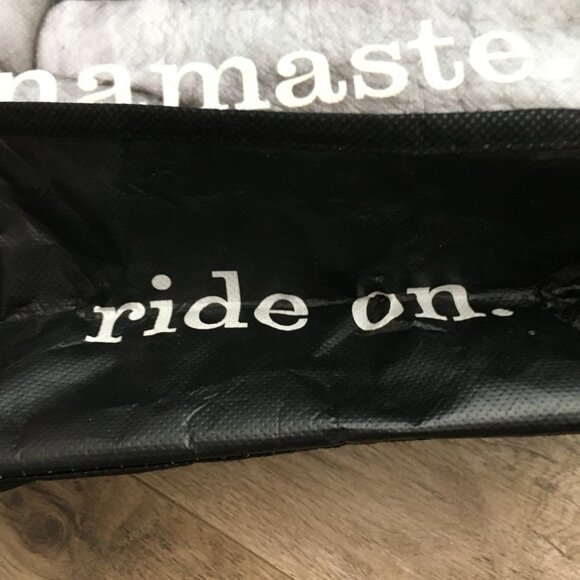 namaste.
ride on.